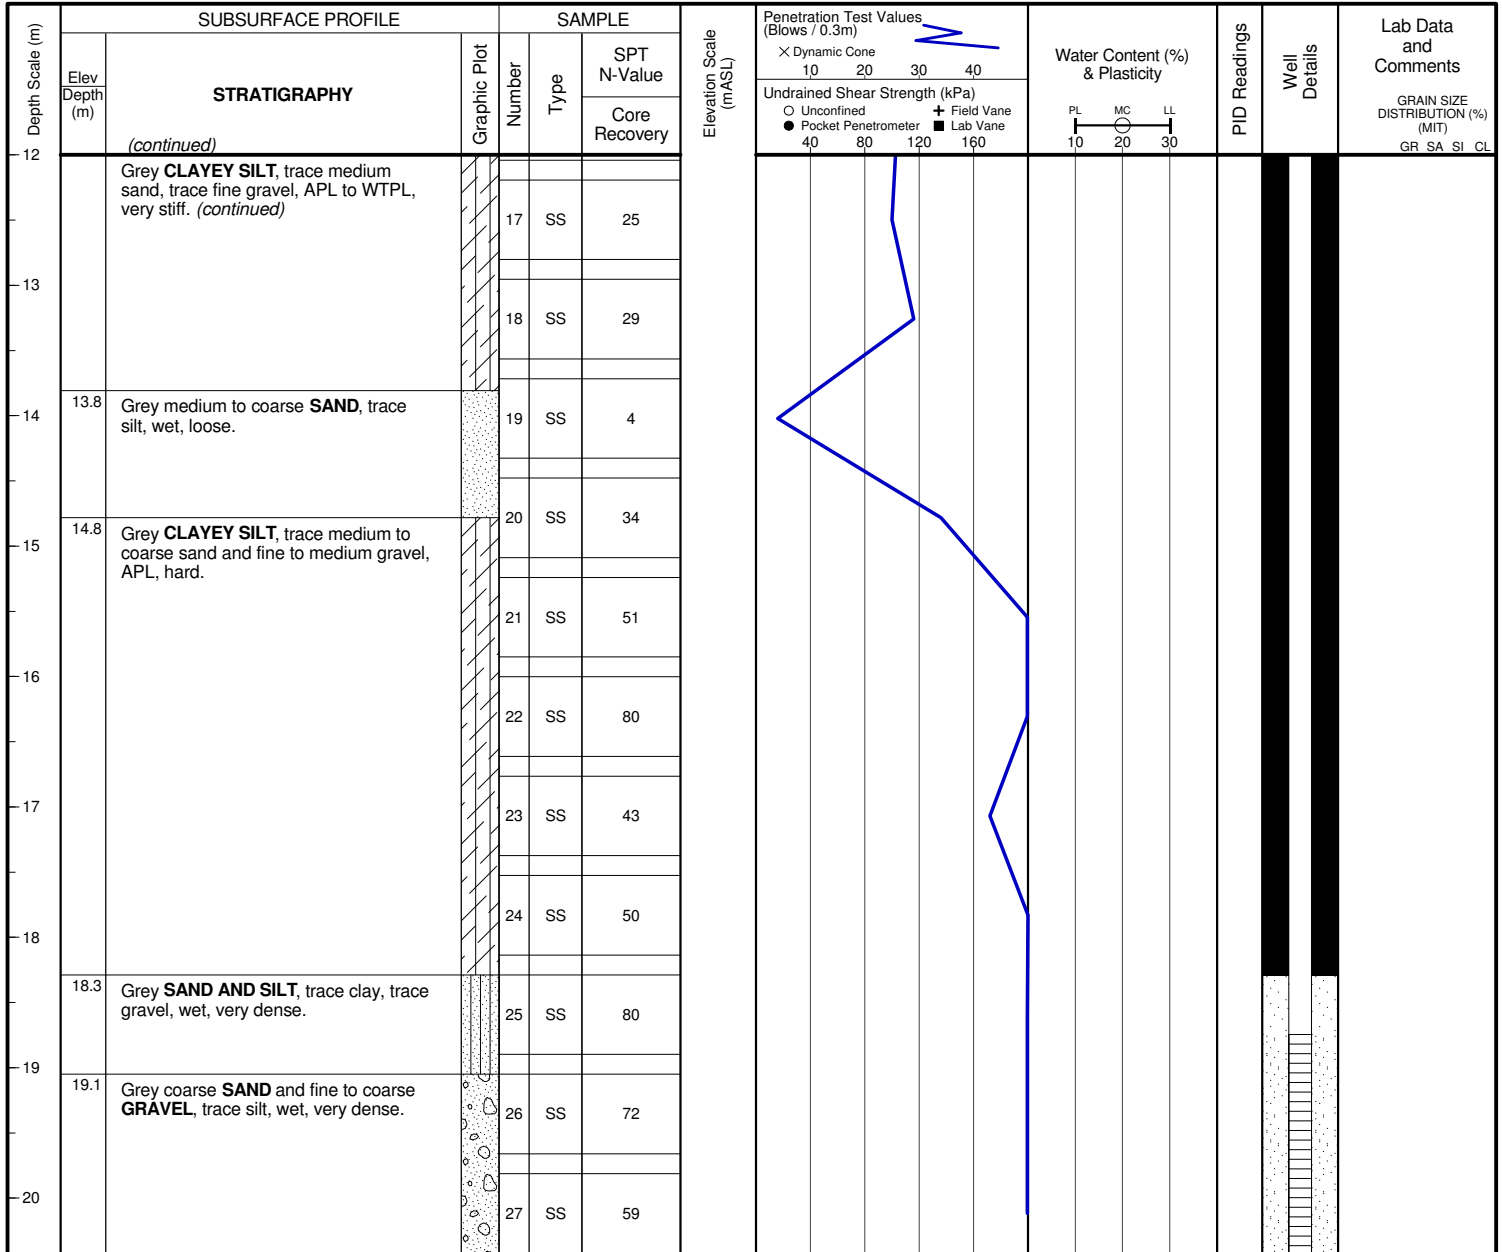 Depth Scale (m)
SUBSURFACE PROFILE
Elev
Depth
(m)
STRATIGRAPHY
(continued)
Graphic Plot
SAMPLE
Number
Type
SPT
N-Value
Core
Recovery
Elevation Scale
(mASL)
Penetration Test Values
(Blows / 0.3m)
Dynamic Cone
10 20 30 40
Undrained Shear Strength (kPa)
Unconfined Field Vane
Pocket Penetrometer Lab Vane
40 80 120 160
Water Content (%)
& Plasticity
PL MC LL
10 20 30
PID Readings
Well
Details
Lab Data
and
Comments
GRAIN SIZE
DISTRIBUTION (%)
(MIT)
GR SA SI CL
12
Grey CLAYEY SILT, trace medium
sand, trace fine gravel, APL to WTPL,
very stiff. (continued)
17 SS 25
13
18 SS 29
13.8
Grey medium to coarse SAND, trace
silt, wet, loose.
14
19 SS 4
20 SS 34
14.8
Grey CLAYEY SILT, trace medium to
coarse sand and fine to medium gravel,
APL, hard.
15
21 SS 51
16
22 SS 80
17
23 SS 43
24 SS 50
18
18.3
Grey SAND AND SILT, trace clay, trace
gravel, wet, very dense.
25 SS 80
19
19.1
Grey coarse SAND and fine to coarse
GRAVEL, trace silt, wet, very dense.
26 SS 72
20
27 SS 59